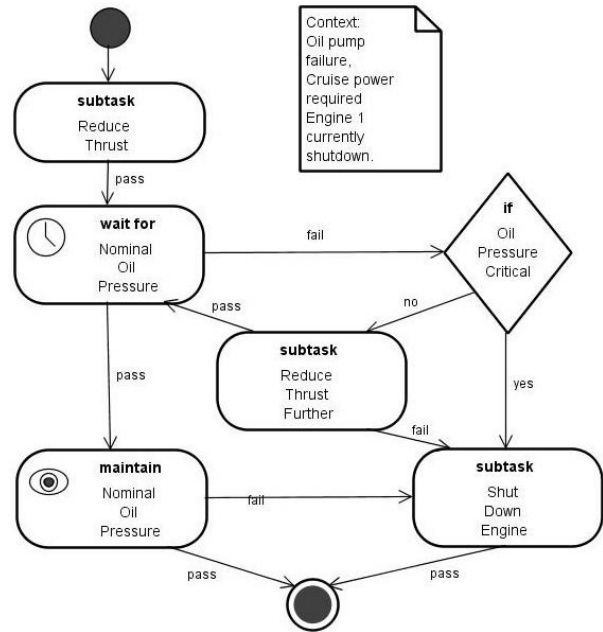 Context:
Oil pump
failure,
Cruise power
required
Engine 1
currently
shutdown.
subtask
Reduce
Thrust
pass
wait for
Nominal
Oil
Pressure
fail
if
Oil
Pressure
Critical
pass
no
subtask
Reduce
Thrust
Further
pass
yes
fail
maintain
Nominal
Oil
Pressure
fail
subtask
Shut
Down
Engine
pass
pass